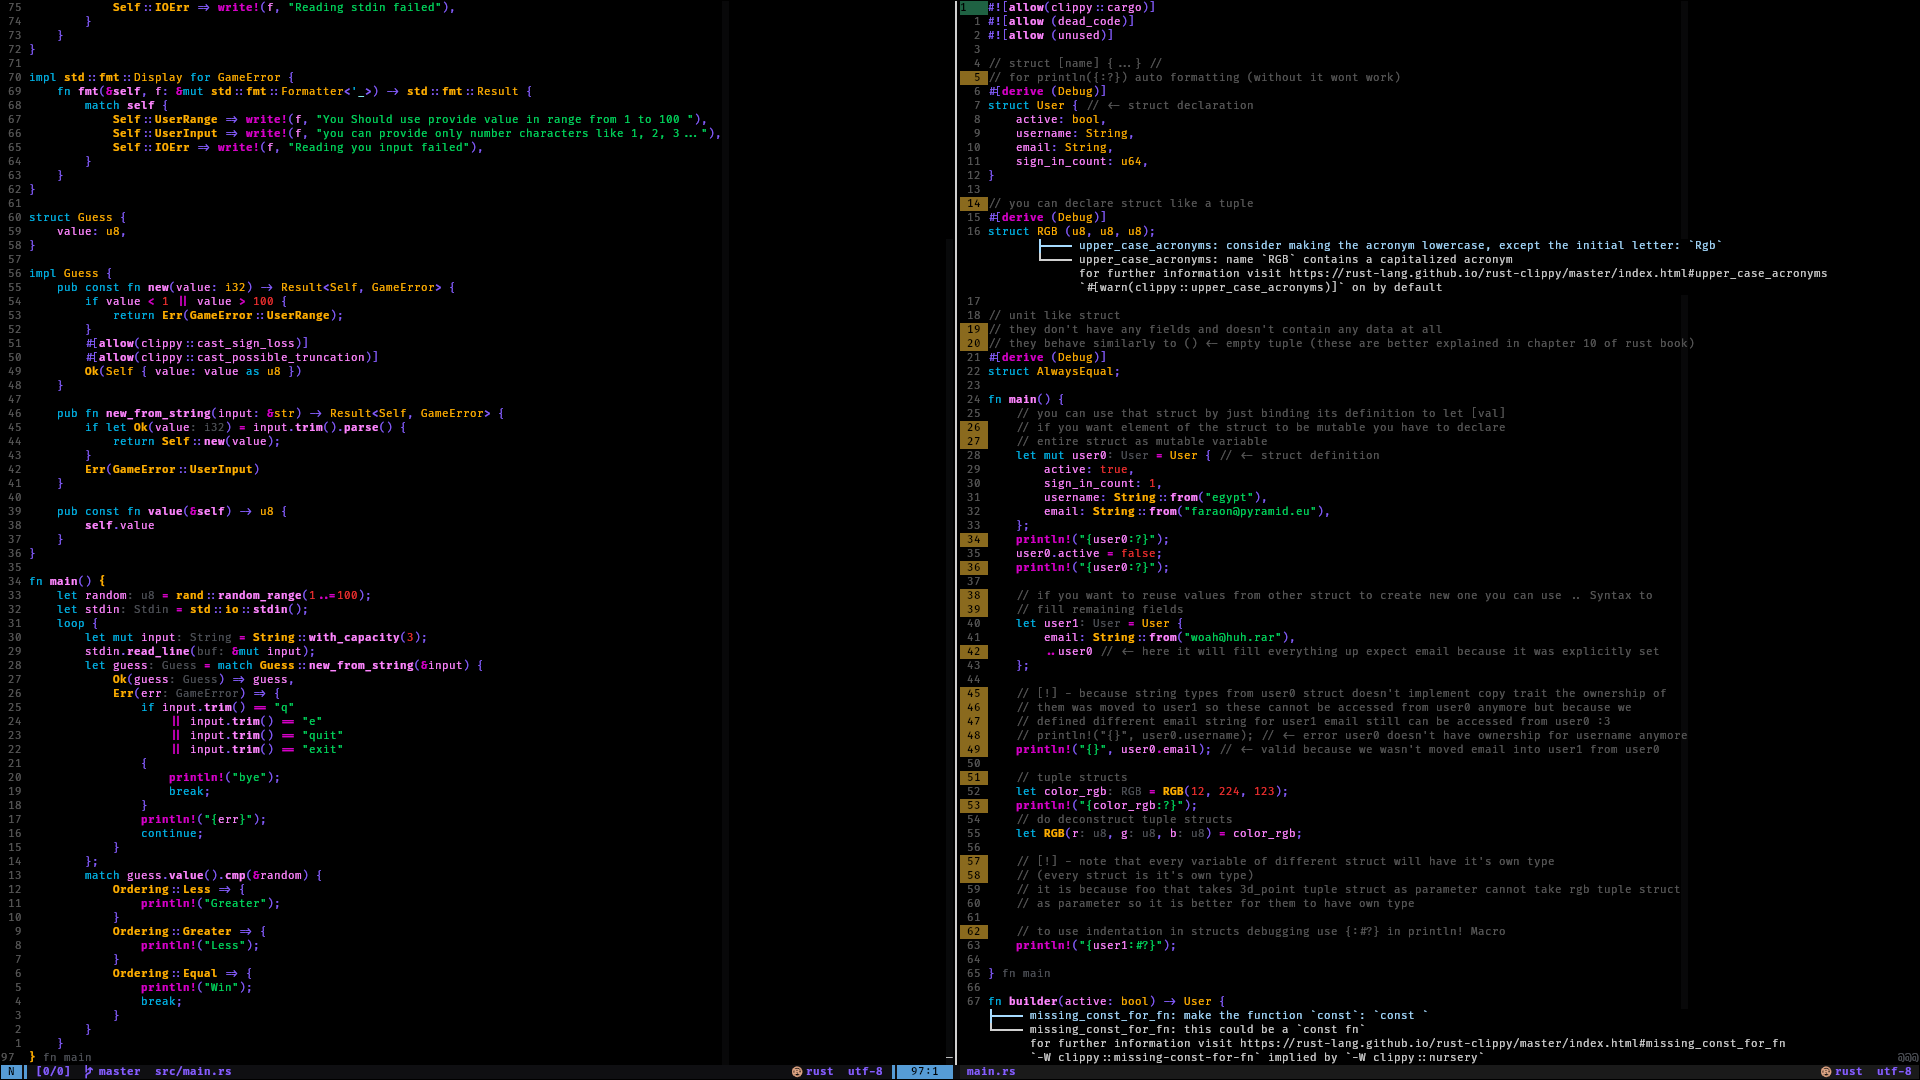 75 Self::IOErr => write!(f, "Reading stdin failed"),
74 }
73 }
72 }
71
70 impl std::fmt::Display for GameError {
69 fn fmt(&self, f: &mut std::fmt::Formatter<'_>) -> std::fmt::Result {
68 match self {
67 Self::UserRange => write!(f, "You Should use provide value in range from 1 to 100 "),
66 Self::UserInput => write!(f, "you can provide only number characters like 1, 2, 3..."),
65 Self::IOErr => write!(f, "Reading you input failed"),
64 }
63 }
62 }
61
60 struct Guess {
59 value: u8,
58 }
57
56 impl Guess {
55 pub const fn new(value: i32) -> Result<Self, GameError> {
54 if value < 1 || value > 100 {
53 return Err(GameError::UserRange);
52 }
51 #[allow(clippy::cast_sign_loss)]
50 #[allow(clippy::cast_possible_truncation)]
49 Ok(Self { value: value as u8 })
48 }
47
46 pub fn new_from_string(input: &str) -> Result<Self, GameError> {
45 if let Ok(value: i32) = input.trim().parse() {
44 return Self::new(value);
43 }
42 Err(GameError::UserInput)
41 }
40
39 pub const fn value(&self) -> u8 {
38 self.value
37 }
36 }
35
34 fn main() {
33 let random: u8 = rand::random_range(1..=100);
32 let stdin: Stdin = std::io::stdin();
31 loop {
30 let mut input: String = String::with_capacity(3);
29 stdin.read_line(buf: &mut input);
28 let guess: Guess = match Guess::new_from_string(&input) {
27 Ok(guess: Guess) => guess,
26 Err(err: GameError) => {
25 if input.trim() == "q"
24 || input.trim() == "e"
23 || input.trim() == "quit"
22 || input.trim() == "exit"
21 {
20 println!("bye");
19 break;
18 }
17 println!("{err}");
16 continue;
15 }
14 };
13 match guess.value().cmp(&random) {
12 Ordering::Less => {
11 println!("Greater");
10 }
9 Ordering::Greater => {
8 println!("Less");
7 }
6 Ordering::Equal => {
5 println!("Win");
4 break;
3 }
2 }
1 }
97 } fn main
N [0/0] master src/main.rs rust utf-8 97:1
1 #![allow(clippy::cargo)]
1 #![allow (dead_code)]
2 #![allow (unused)]
3
4 // struct [name] {...} //
5 // for println({:?}) auto formatting (without it wont work)
6 #[derive (Debug)]
7 struct User { // <- struct declaration
8 active: bool,
9 username: String,
10 email: String,
11 sign_in_count: u64,
12 }
13
14 // you can declare struct like a tuple
15 #[derive (Debug)]
16 struct RGB (u8, u8, u8);
upper_case_acronyms: consider making the acronym lowercase, except the initial letter: `Rgb`
upper_case_acronyms: name `RGB` contains a capitalized acronym
for further information visit https://rust-lang.github.io/rust-clippy/master/index.html#upper_case_acronyms
`#[warn(clippy::upper_case_acronyms)]` on by default
17
18 // unit like struct
19 // they don't have any fields and doesn't contain any data at all
20 // they behave similarly to () <- empty tuple (these are better explained in chapter 10 of rust book)
21 #[derive (Debug)]
22 struct AlwaysEqual;
23
24 fn main() {
25 // you can use that struct by just binding its definition to let [val]
26 // if you want element of the struct to be mutable you have to declare
27 // entire struct as mutable variable
28 let mut user0: User = User { // <- struct definition
29 active: true,
30 sign_in_count: 1,
31 username: String::from("egypt"),
32 email: String::from("faraon@pyramid.eu"),
33 };
34 println!("{user0:?}");
35 user0.active = false;
36 println!("{user0:?}");
37
38 // if you want to reuse values from other struct to create new one you can use .. Syntax to
39 // fill remaining fields
40 let user1: User = User {
41 email: String::from("woah@huh.rar"),
42 ..user0 // <- here it will fill everything up expect email because it was explicitly set
43 };
44
45 // [!] - because string types from user0 struct doesn't implement copy trait the ownership of
46 // them was moved to user1 so these cannot be accessed from user0 anymore but because we
47 // defined different email string for user1 email still can be accessed from user0 :3
48 // println!("{}", user0.username); // <- error user0 doesn't have ownership for username anymore
49 println!("{}", user0.email); // <- valid because we wasn't moved email into user1 from user0
50
51 // tuple structs
52 let color_rgb: RGB = RGB(12, 224, 123);
53 println!("{color_rgb:?}");
54 // do deconstruct tuple structs
55 let RGB(r: u8, g: u8, b: u8) = color_rgb;
56
57 // [!] - note that every variable of different struct will have it's own type
58 // (every struct is it's own type)
59 // it is because foo that takes 3d_point tuple struct as parameter cannot take rgb tuple struct
60 // as parameter so it is better for them to have own type
61
62 // to use indentation in structs debugging use {:#?} in println! Macro
63 println!("{user1:#?}");
64
65 } fn main
66
67 fn builder(active: bool) -> User {
missing_const_for_fn: make the function `const`: `const `
missing_const_for_fn: this could be a `const fn`
for further information visit https://rust-lang.github.io/rust-clippy/master/index.html#missing_const_for_fn
`-W clippy::missing-const-for-fn` implied by `-W clippy::nursery`
@@@
main.rs rust utf-8